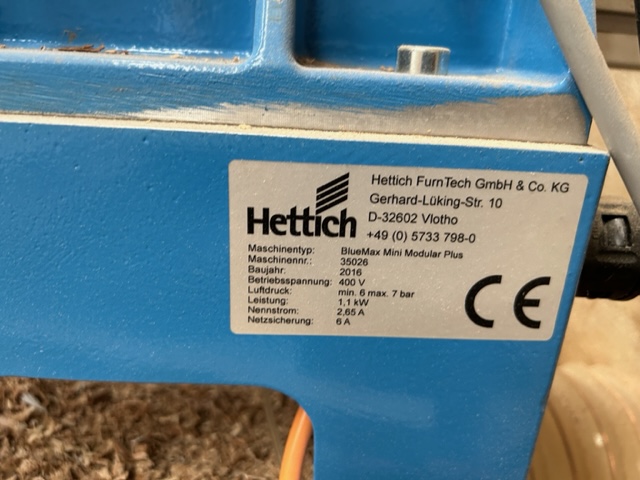 Hettich
Hettich FurnTech GmbH & Co. KG
Gerhard-Lüking-Str. 10
D-32602 Vlotho
+49 (0) 5733 798-0
Maschinentyp: BlueMax Mini Modular Plus
Maschinennr.: 35026
Baujahr: 2016
Betriebsspannung: 400 V
Luftdruck: min. 6 max. 7 bar
Leistung: 1,1 kW
Nennstrom: 2,65 A
Netzsicherung: 6 A
CE